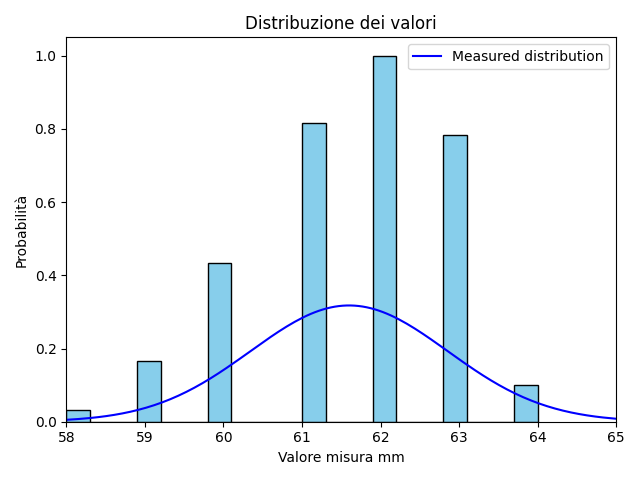 Distribuzione dei valori
Measured distribution
Probabilità
1.0
0.8
0.6
0.4
0.2
0.0
58 59 60 61 62 63 64 65
Valore misura mm